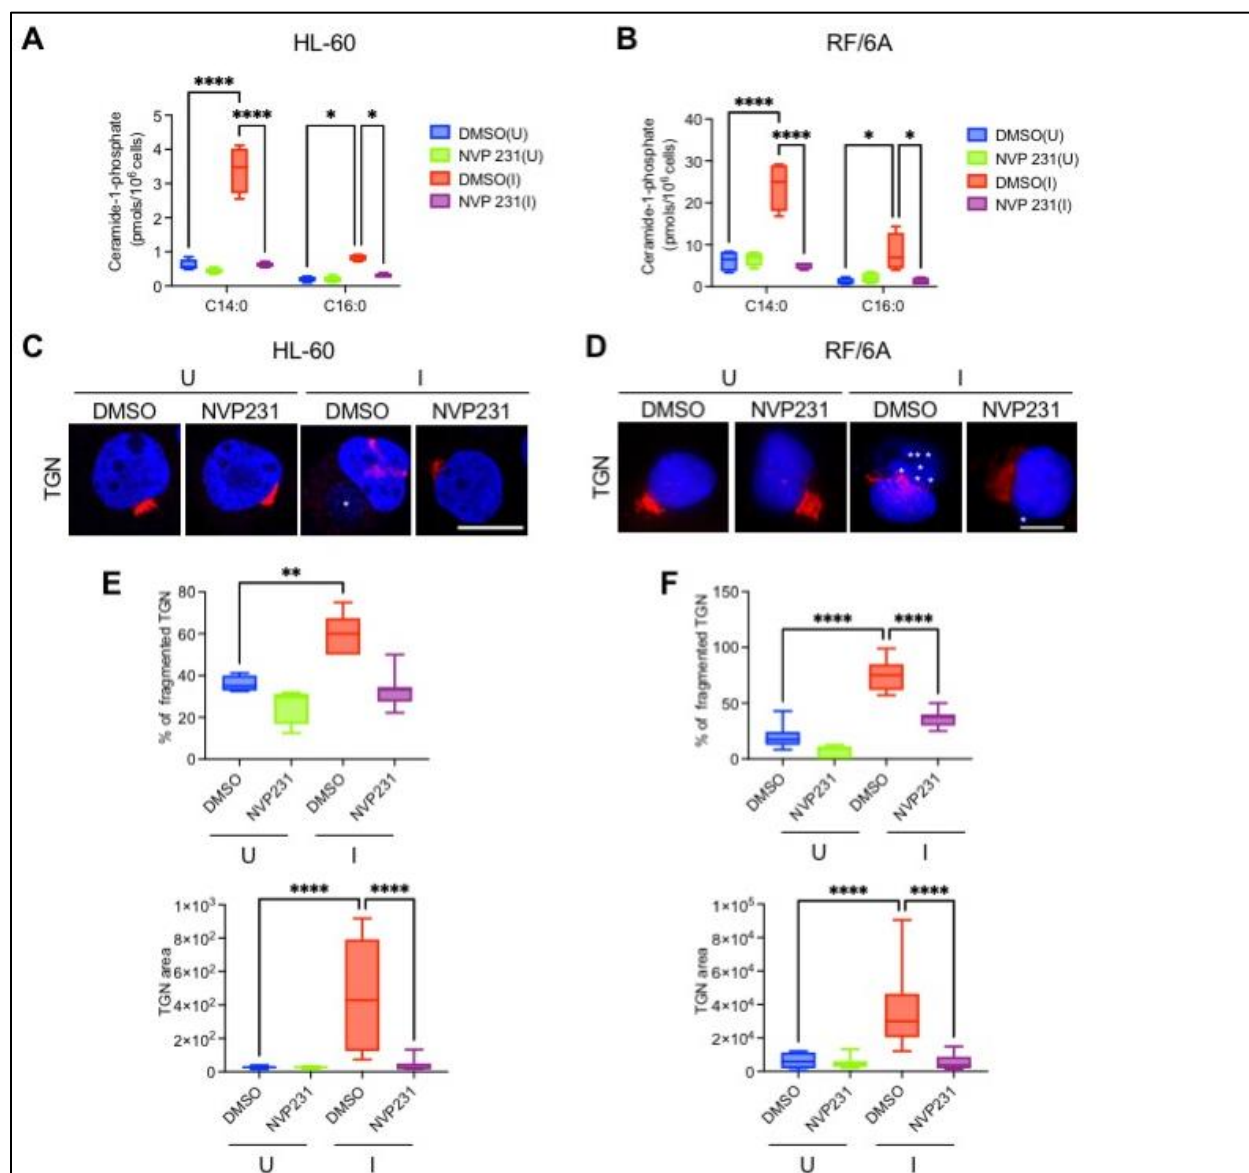 A
HL-60
****
****
*
*
Ceramide-1-phosphate
(pmols/10⁶ cells)
5
4
3
2
1
0
C14:0
C16:0
DMSO(U)
NVP 231(U)
DMSO(I)
NVP 231(I)
B
RF/6A
****
****
*
*
Ceramide-1-phosphate
(pmols/10⁶ cells)
40
30
20
10
0
C14:0
C16:0
DMSO(U)
NVP 231(U)
DMSO(I)
NVP 231(I)
C
HL-60
U
I
DMSO
NVP231
DMSO
NVP231
TGN
*
D
RF/6A
U
I
DMSO
NVP231
DMSO
NVP231
TGN
***
*
*
*
**
*
E
**
% of fragmented TGN
80
60
40
20
0
DMSO
NVP231
DMSO
NVP231
U
I
****
****
TGN area
1×10³
8×10²
6×10²
4×10²
2×10²
0
DMSO
NVP231
DMSO
NVP231
U
I
F
****
****
% of fragmented TGN
150
100
50
0
DMSO
NVP231
DMSO
NVP231
U
I
****
****
TGN area
1×10⁵
8×10⁴
6×10⁴
4×10⁴
2×10⁴
0
DMSO
NVP231
DMSO
NVP231
U
I